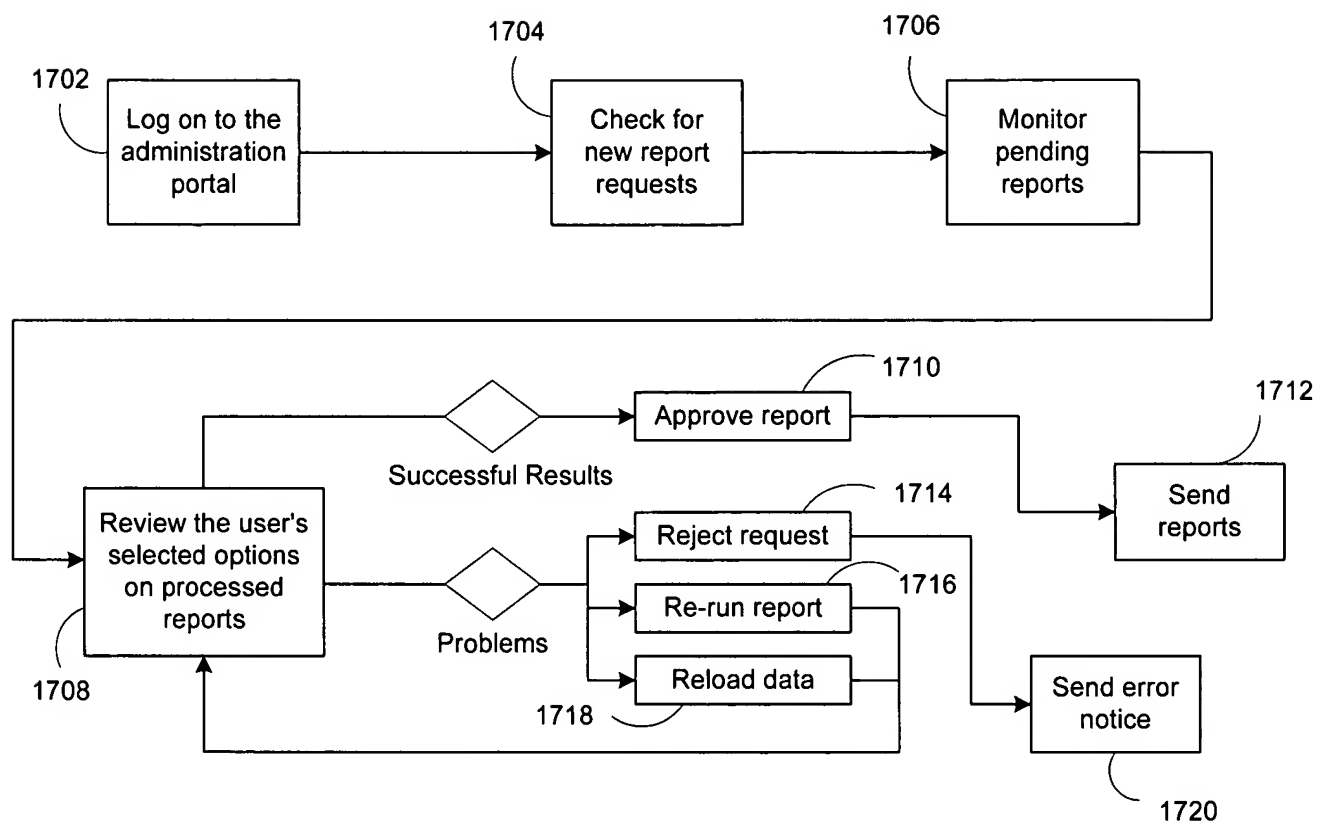 1702
Log on to the
administration
portal
1704
Check for
new report
requests
1706
Monitor
pending
reports
1708
Review the user's
selected options
on processed
reports
Successful Results
1710
Approve report
1712
Send
reports
Problems
1714
Reject request
1716
Re-run report
1718
Reload data
Send error
notice
1720